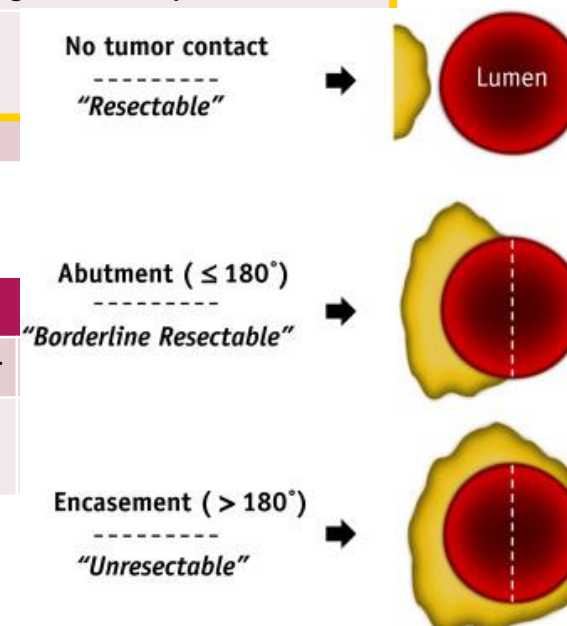 No tumor contact
---------
"Resectable"
Lumen
Abutment ( ≤ 180°)
---------
"Borderline Resectable"
Encasement ( > 180°)
---------
"Unresectable"